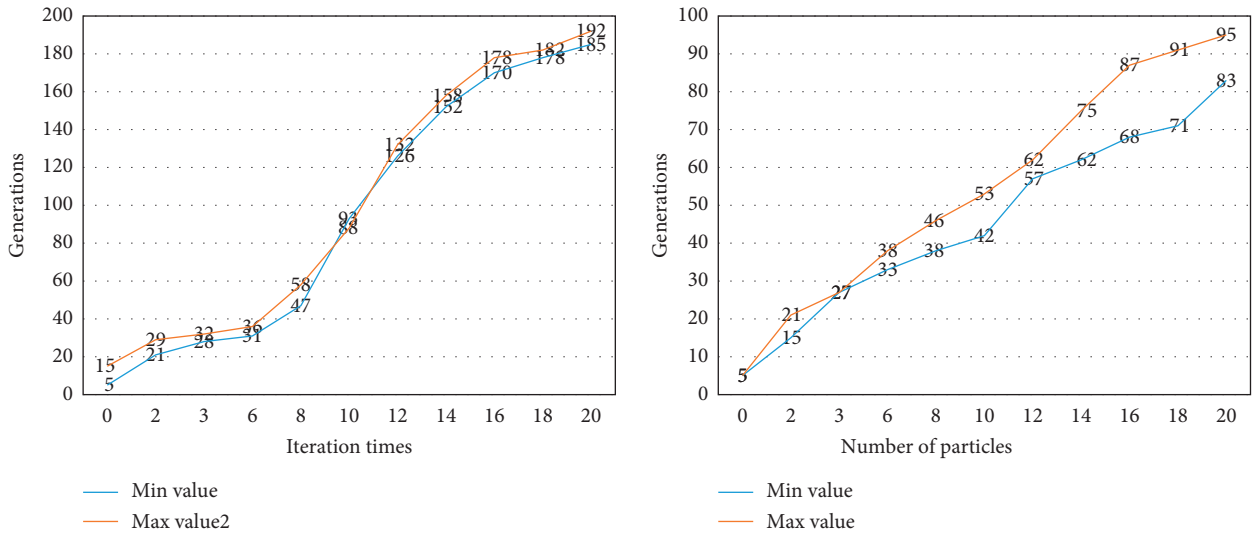 200
180
160
140
120
100
80
60
40
20
0
Generations
15 29 32 36 58 88 132 158 178 182 192
5 21 28 31 47 93 126 152 170 178 185
0 2 3 6 8 10 12 14 16 18 20
Iteration times
Min value
Max value2
100
90
80
70
60
50
40
30
20
10
0
Generations
5 21 27 38 46 53 62 75 87 91 95
5 15 27 33 38 42 57 62 68 71 83
0 2 3 6 8 10 12 14 16 18 20
Number of particles
Min value
Max value